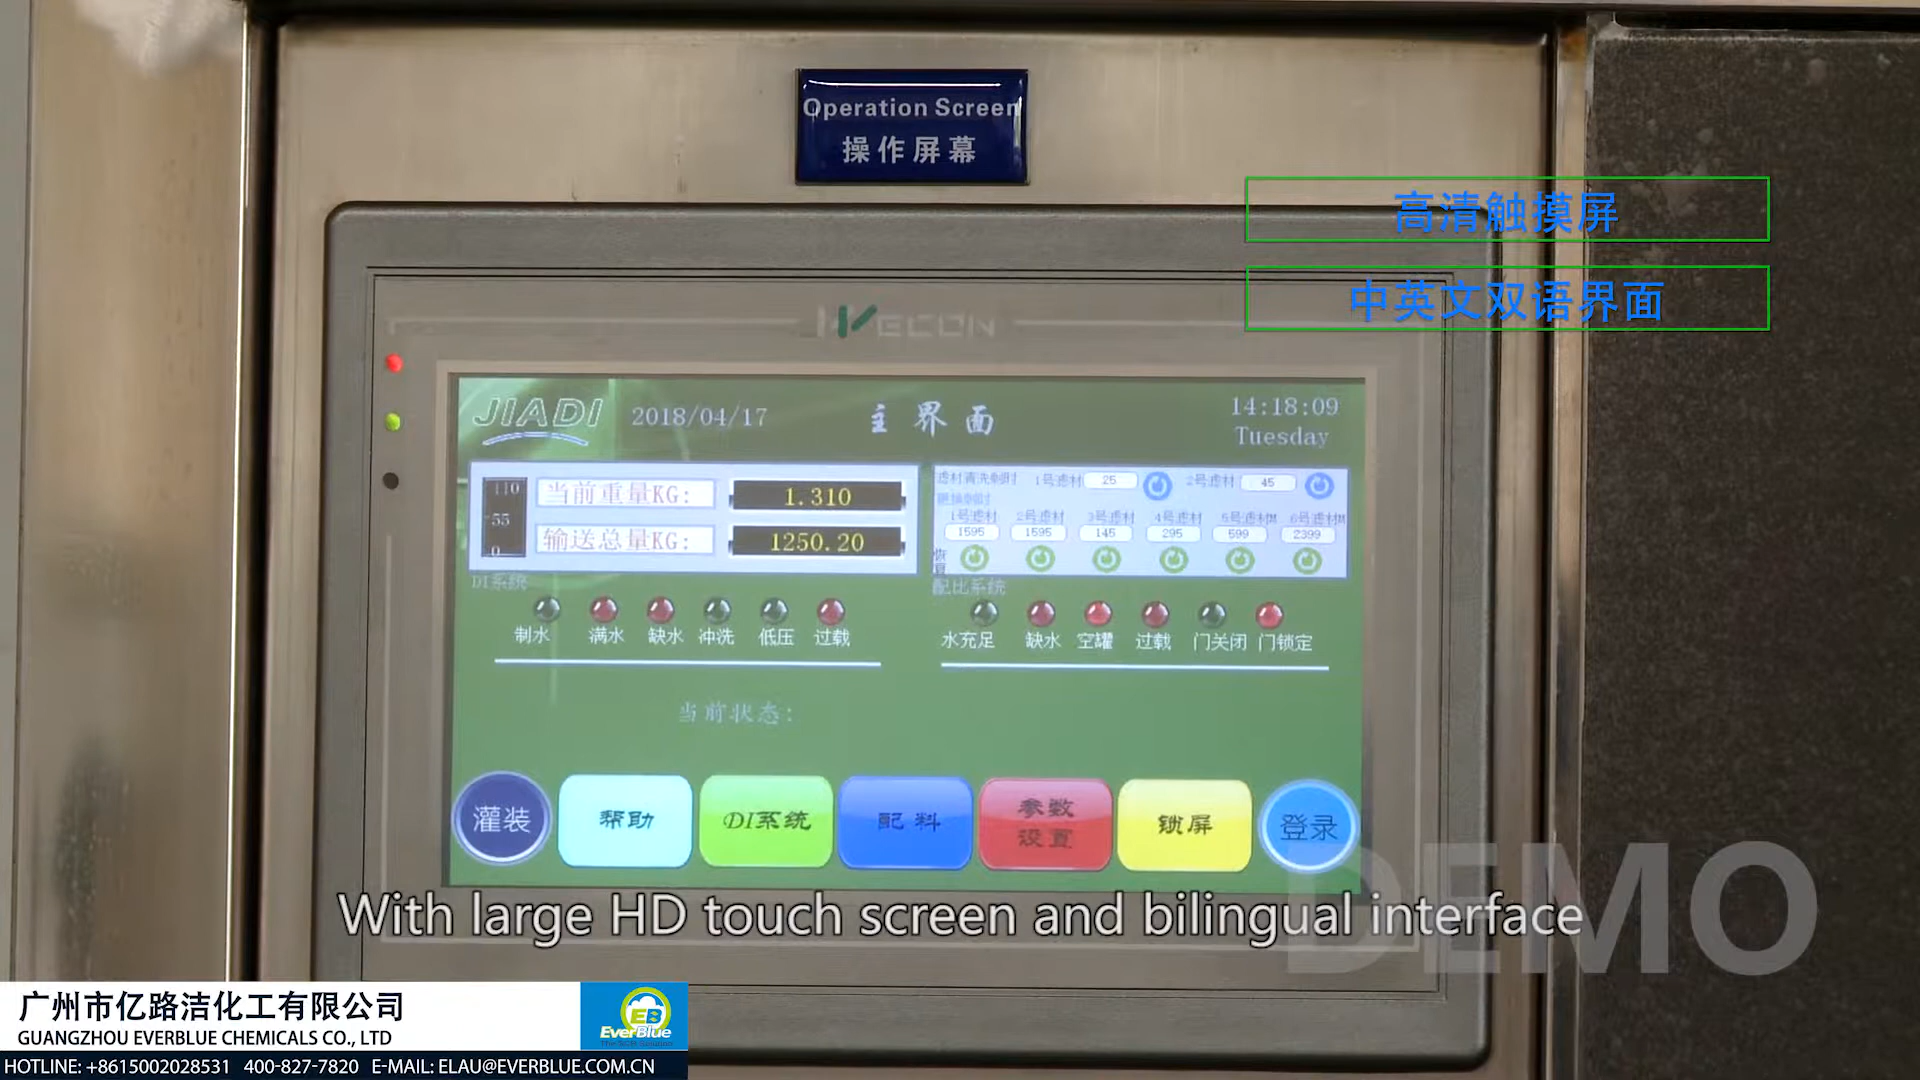 Operation Screen
操作屏幕
高清触摸屏
中英文双语界面
WECON
JIADI
2018/04/17
主界面
14:18:09
Tuesday
110
55
0
当前重量KG:
1.310
输送总量KG:
1250.20
滤材清洗剩时
1号滤材
25
2号滤材
45
1号滤材
2号滤材
3号滤材
4号滤材
5号滤材M
6号滤材M
1595
1595
145
295
599
2399
DI系统
制水
满水
缺水
冲洗
低压
过载
配比系统
水充足
缺水
空罐
过载
门关闭
门锁定
当前状态:
灌装
帮助
DI系统
配料
参数
设置
锁屏
登录
DEMO
With large HD touch screen and bilingual interface
广州市亿路洁化工有限公司
GUANGZHOU EVERBLUE CHEMICALS CO., LTD
EB
EverBlue
HOTLINE: +8615002028531 400-827-7820 E-MAIL: ELAU@EVERBLUE.COM.CN